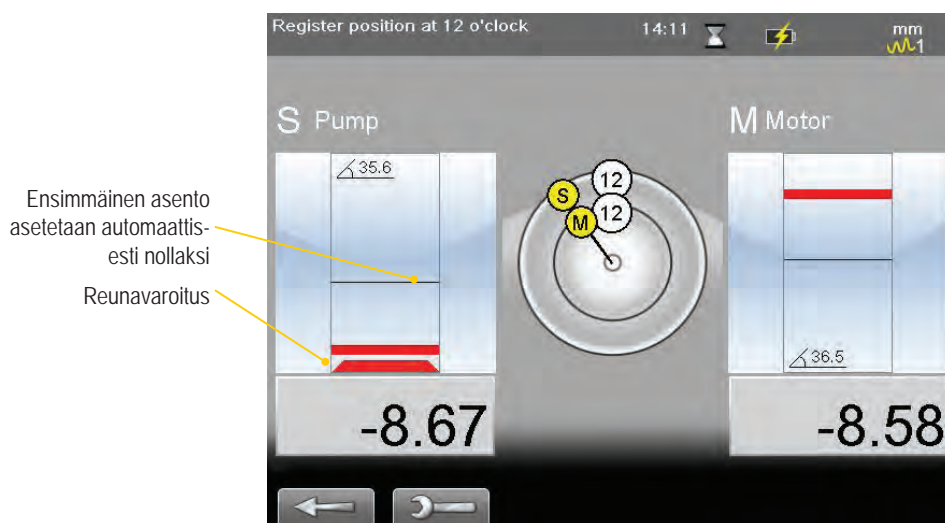 Register position at 12 o'clock 14:11 mm
1
S Pump M Motor
35.6
12
S
M 12
Ensimmäinen asento
asetetaan automaattis-
esti nollaksi
Reunavaroitus
36.5
-8.67 -8.58